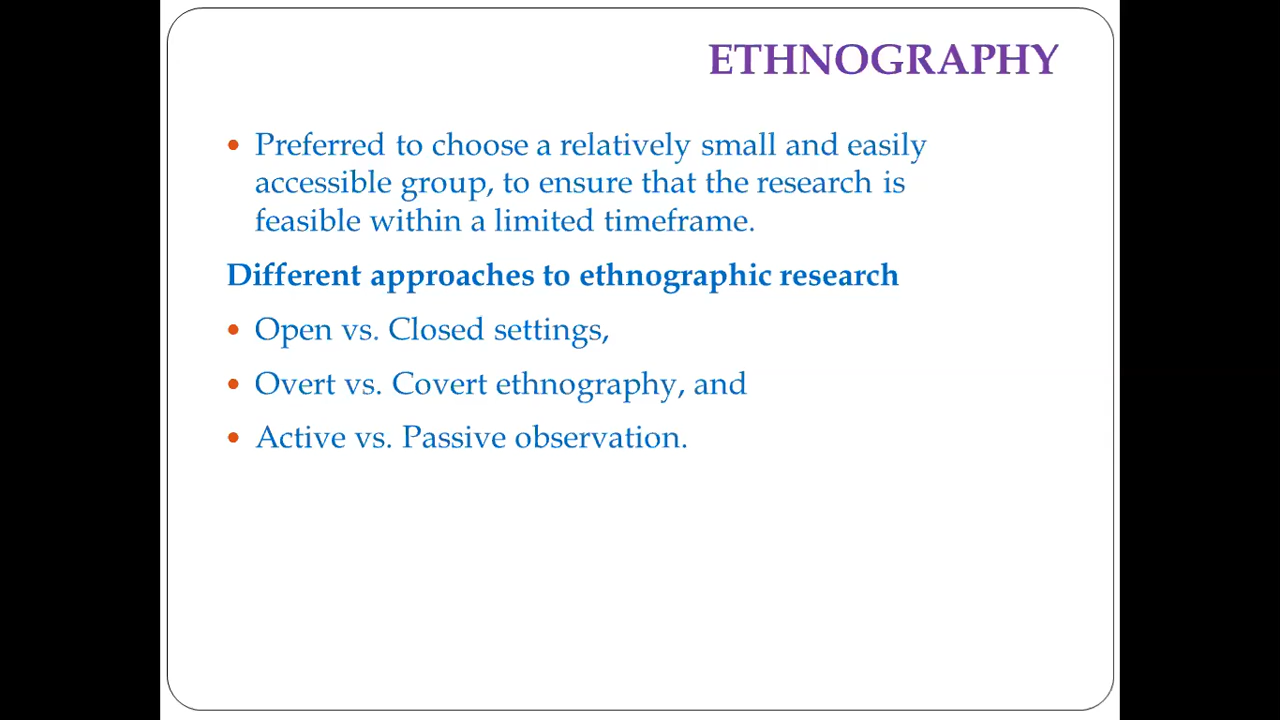 ETHNOGRAPHY
• Preferred to choose a relatively small and easily
accessible group, to ensure that the research is
feasible within a limited timeframe.
Different approaches to ethnographic research
• Open vs. Closed settings,
• Overt vs. Covert ethnography, and
• Active vs. Passive observation.